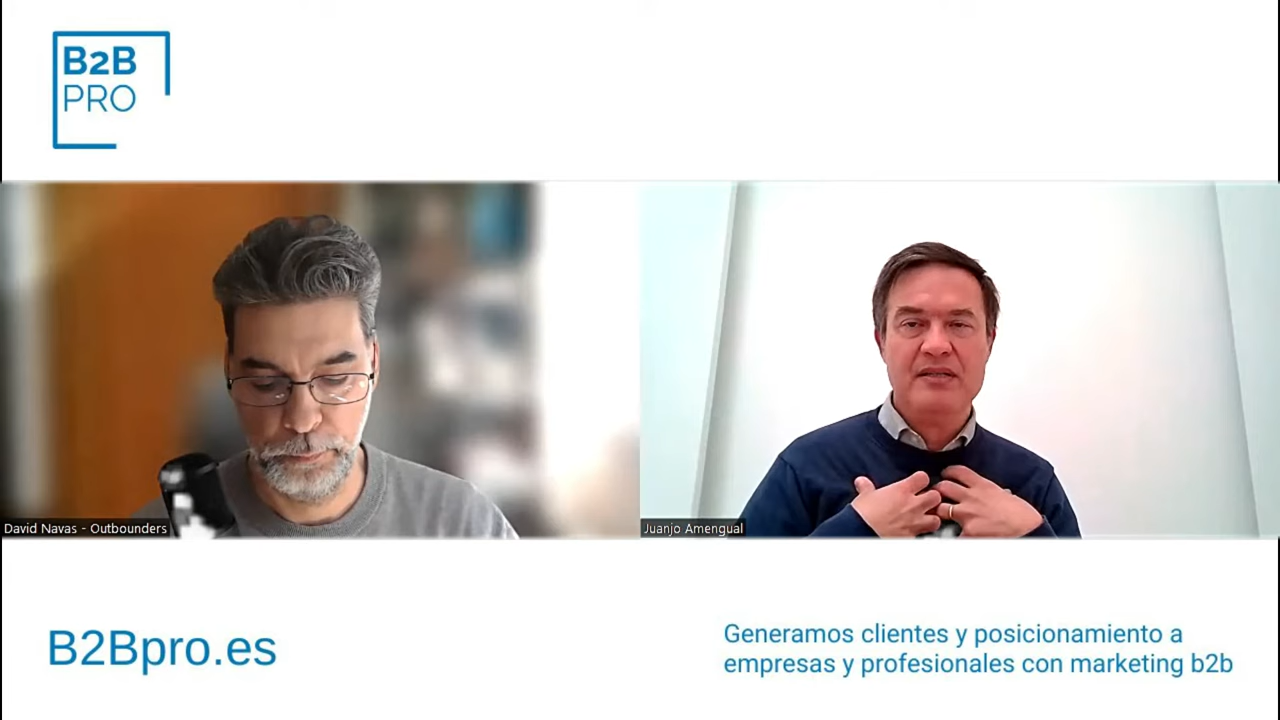 B2B
PRO
David Navas - Outbounders
Juanjo Amengual
B2Bpro.es
Generamos clientes y posicionamiento a
empresas y profesionales con marketing b2b